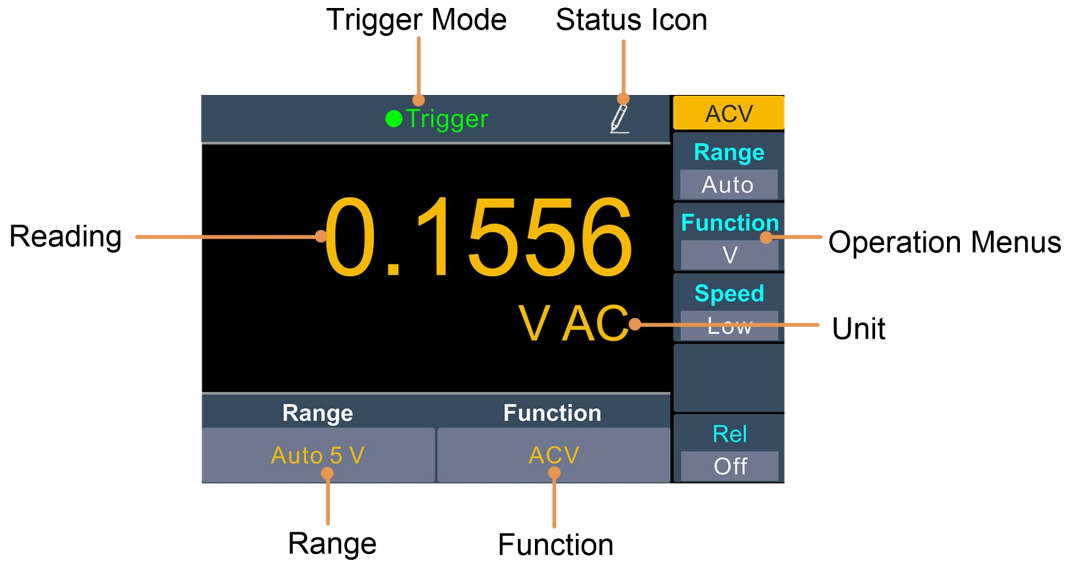 Trigger Mode
Status Icon
Trigger
ACV
Range
Auto
Reading
0.1556
Function
V
Operation Menus
Speed
Low
V AC
Unit
Range
Function
Auto 5 V
ACV
Rel
Off
Range
Function